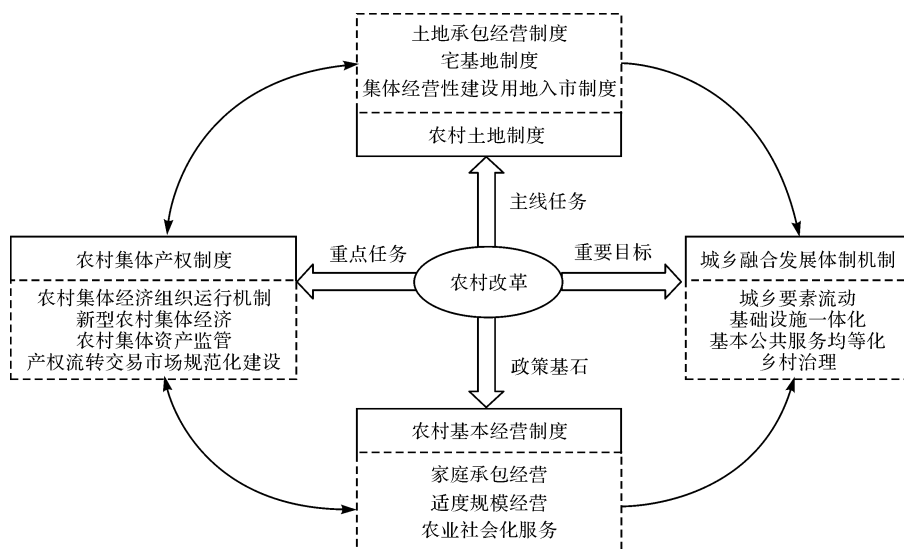 土地承包经营制度
宅基地制度
集体经营性建设用地入市制度
农村土地制度
主线任务
农村集体产权制度
重点任务
农村改革
重要目标
城乡融合发展体制机制
农村集体经济组织运行机制
新型农村集体经济
农村集体资产监管
产权流转交易市场规范化建设
城乡要素流动
基础设施一体化
基本公共服务均等化
乡村治理
政策基石
农村基本经营制度
家庭承包经营
适度规模经营
农业社会化服务